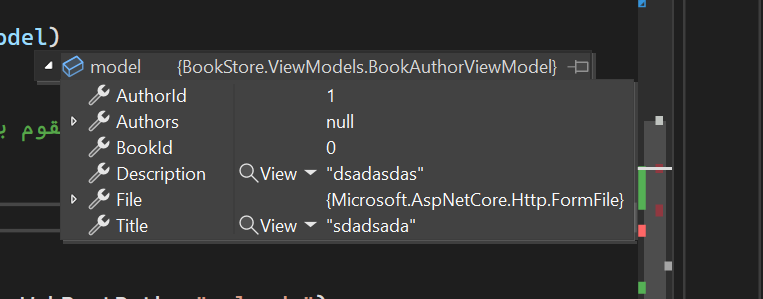 odel)
model {BookStore.ViewModels.BookAuthorViewModel}
AuthorId 1
Authors null
قوم ب
BookId 0
Description View "dsadasdas"
File {Microsoft.AspNetCore.Http.FormFile}
Title View "sdadsada"